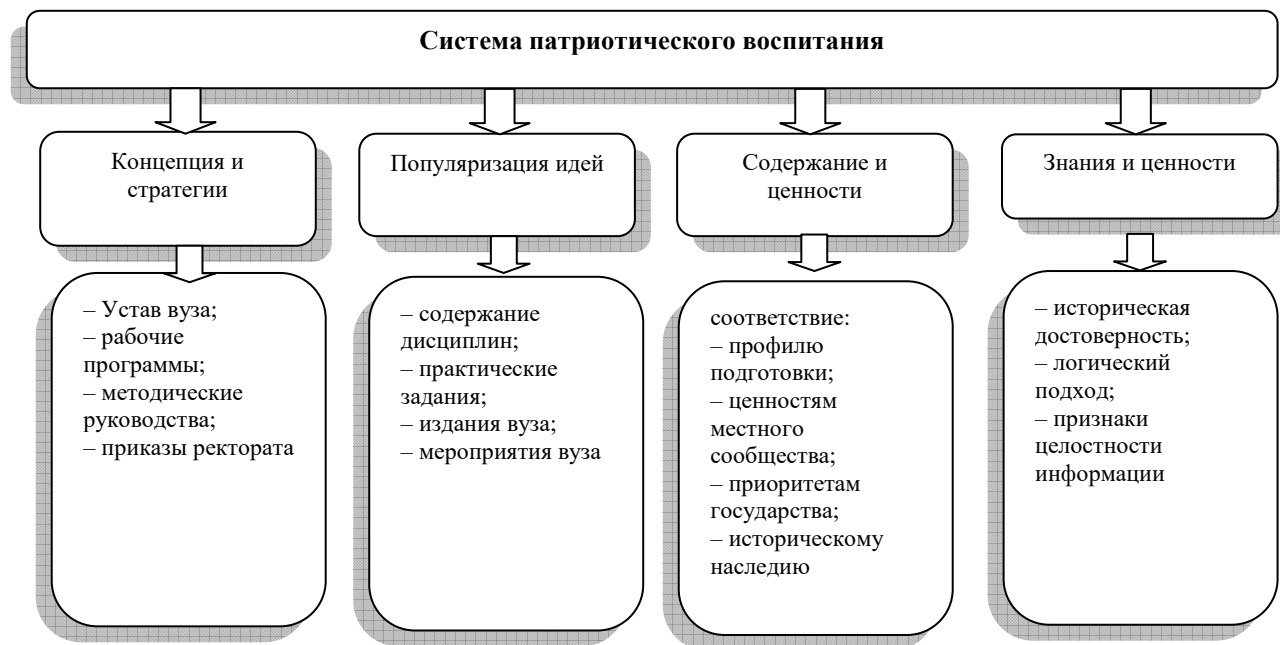 Система патриотического воспитания
Концепция и
стратегии
Популяризация идей
Содержание и
ценности
Знания и ценности
– Устав вуза;
– рабочие
программы;
– методические
руководства;
– приказы ректората
– содержание
дисциплин;
– практические
задания;
– издания вуза;
– мероприятия вуза
соответствие:
– профилю
подготовки;
– ценностям
местного
сообщества;
– приоритетам
государства;
– историческому
наследию
– историческая
достоверность;
– логический
подход;
– признаки
целостности
информации